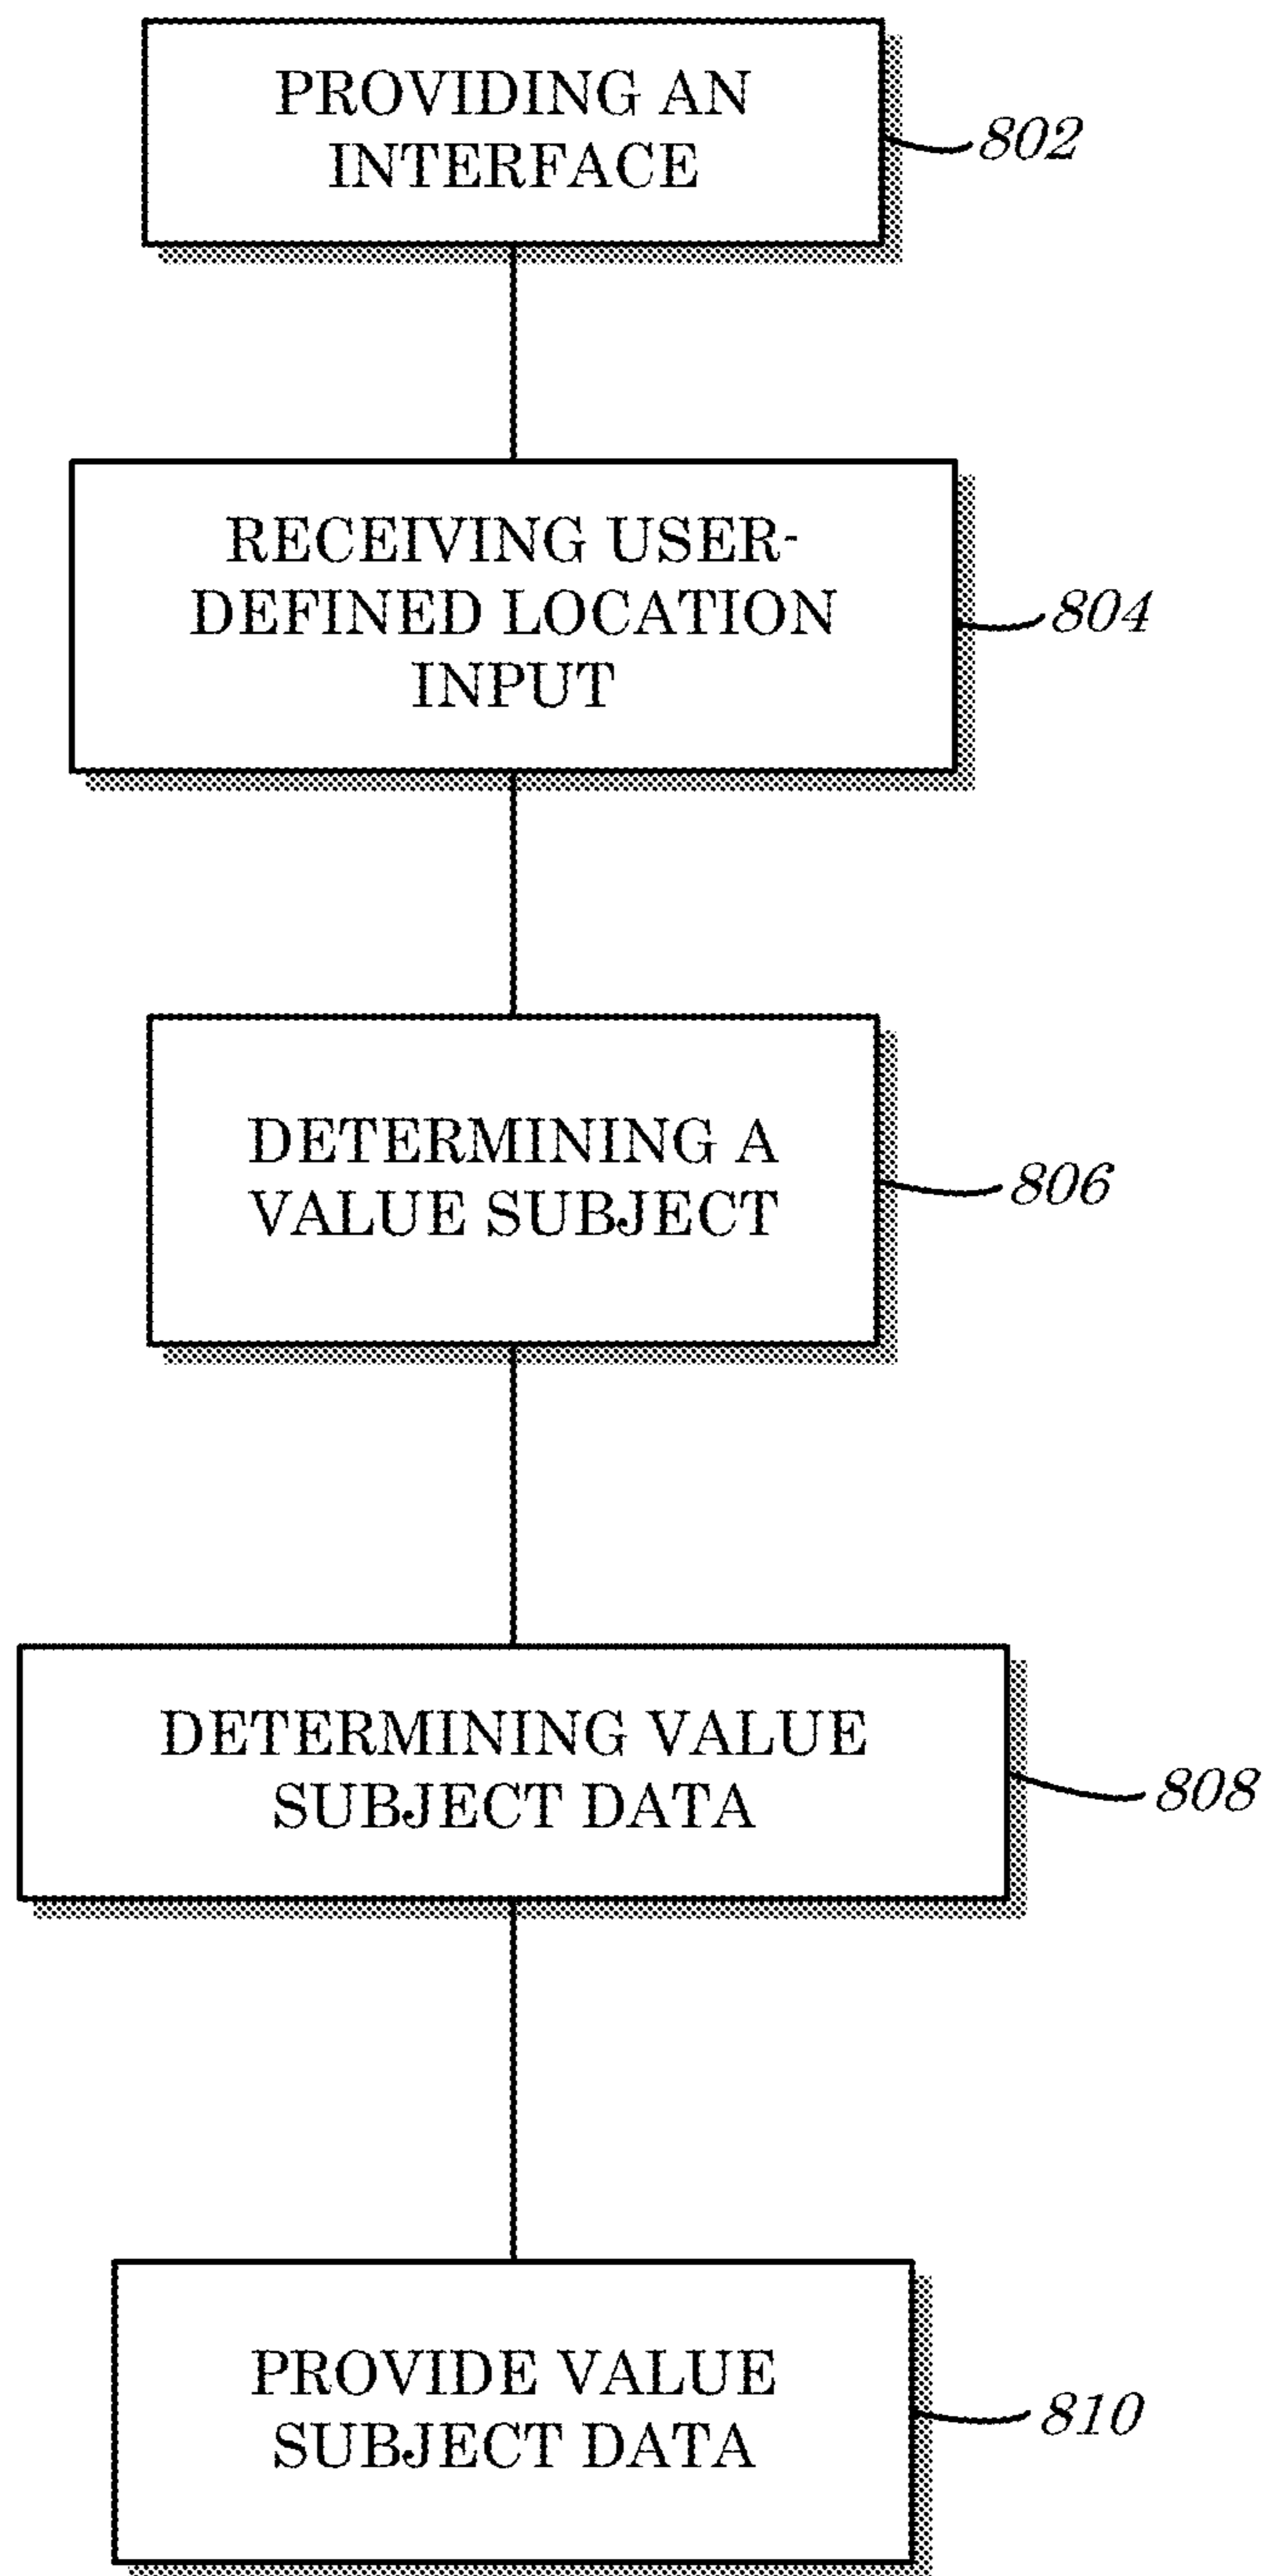 PROVIDING AN
INTERFACE
802
RECEIVING USER-
DEFINED LOCATION
INPUT
804
DETERMINING A
VALUE SUBJECT
806
DETERMINING VALUE
SUBJECT DATA
808
PROVIDE VALUE
SUBJECT DATA
810